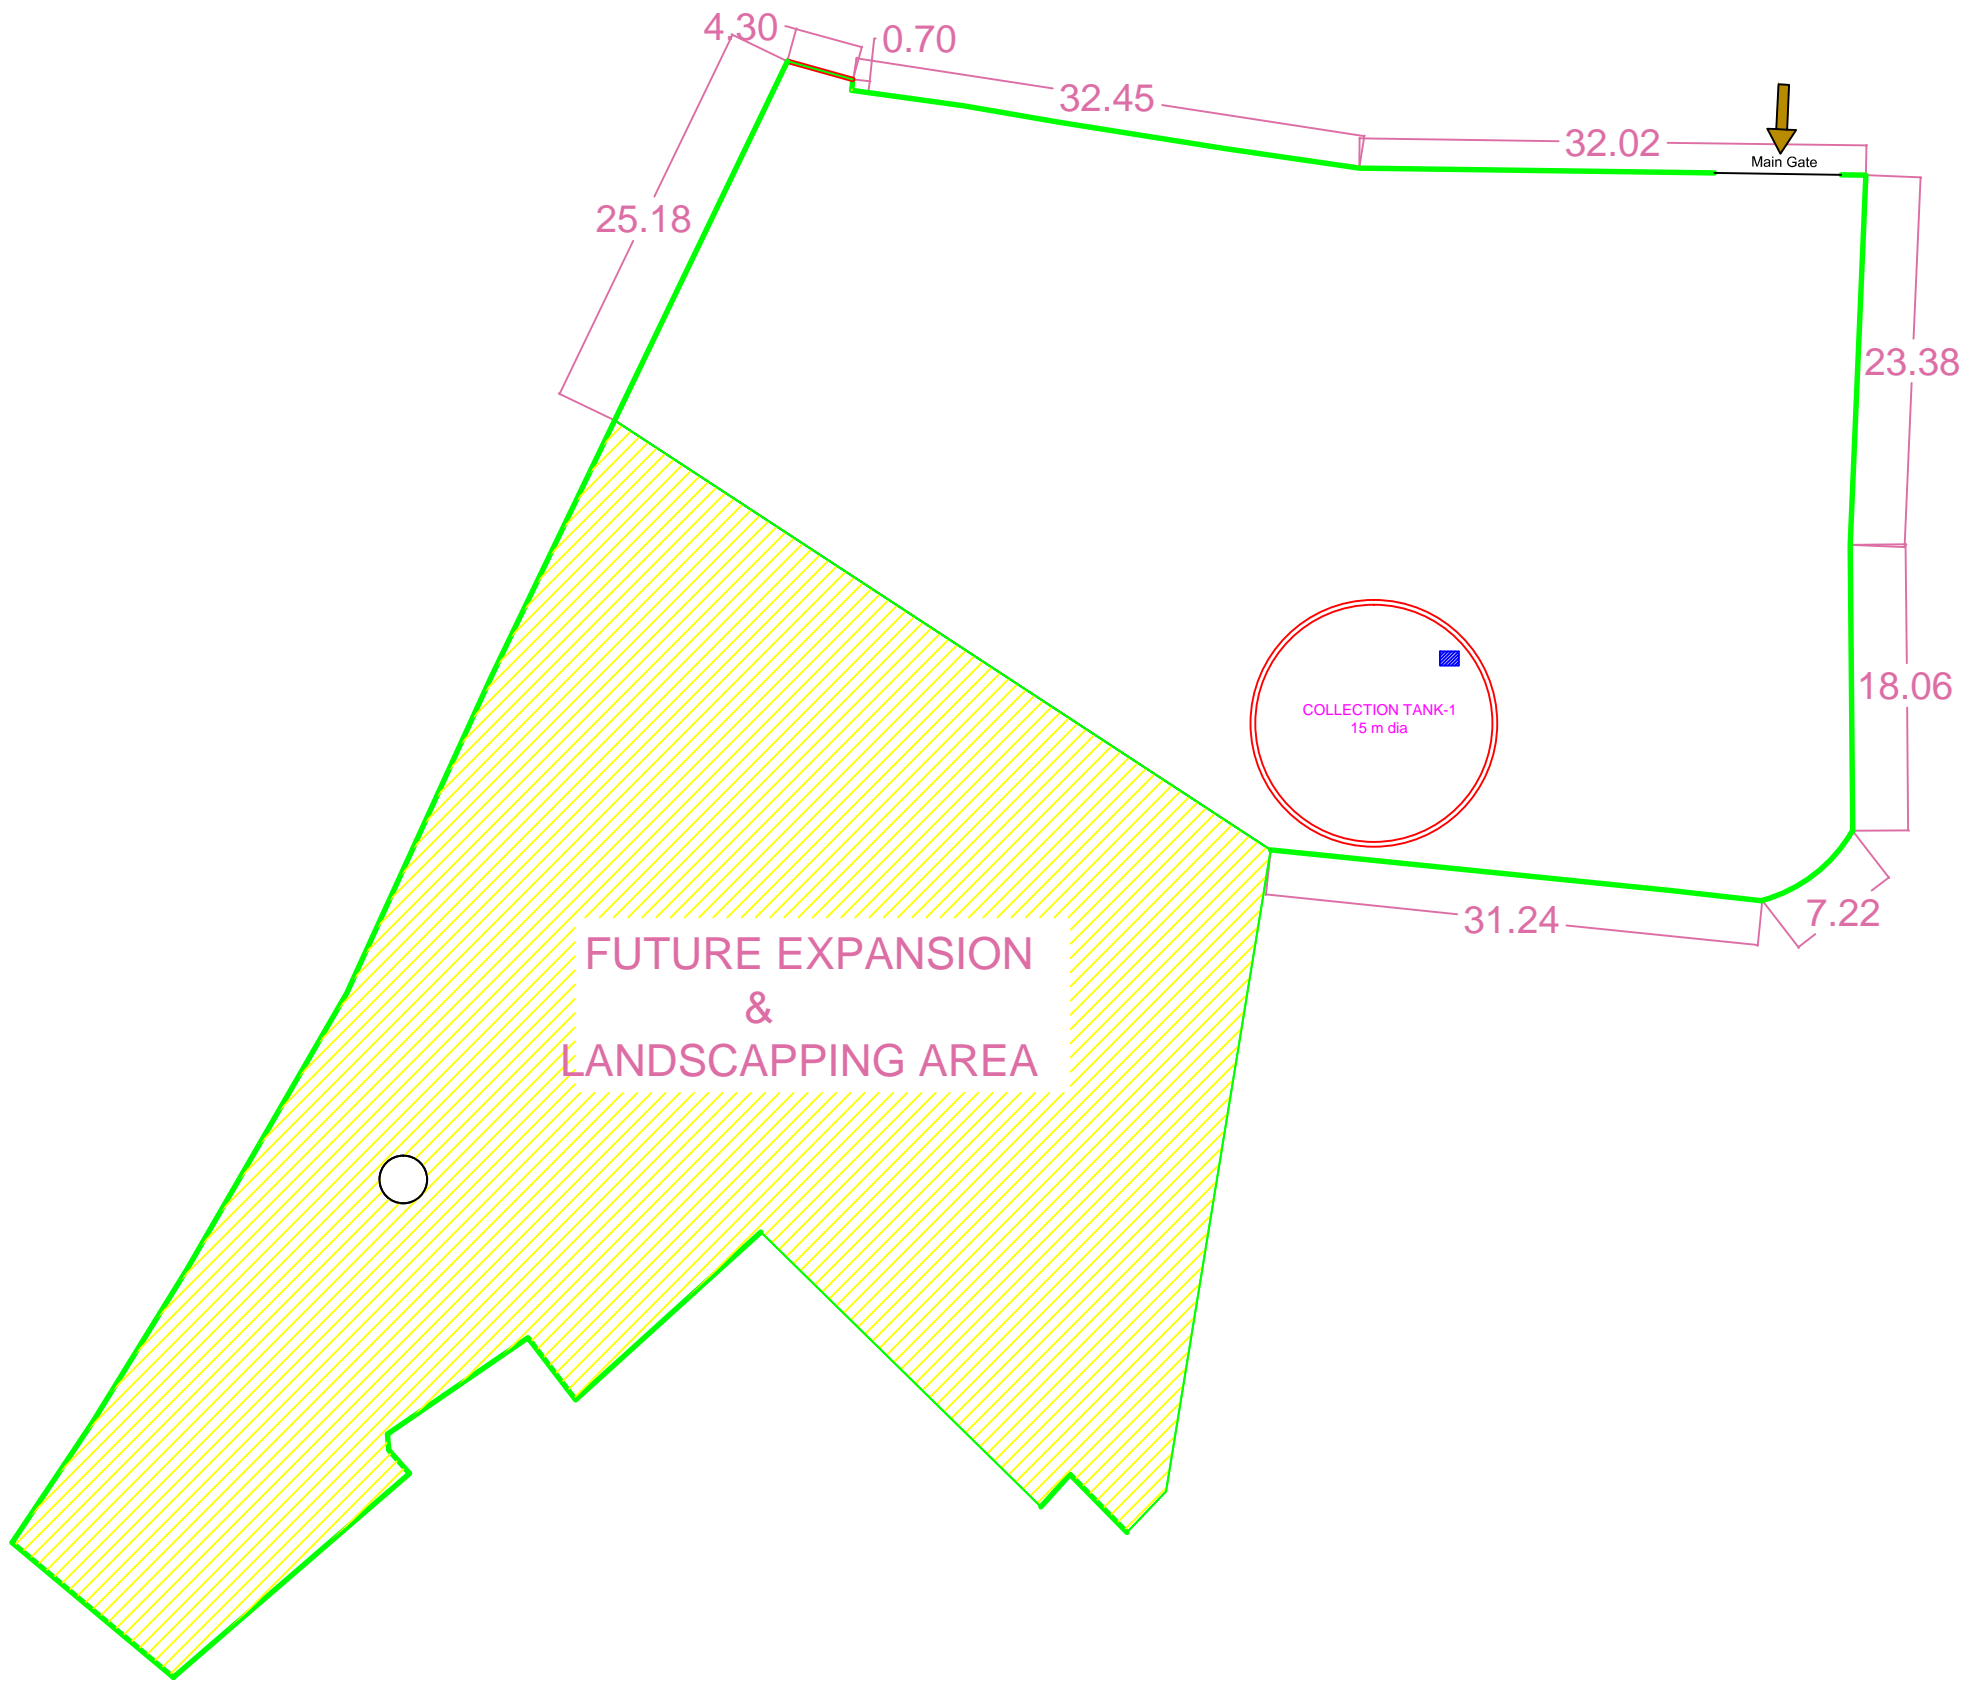 4.30
0.70
32.45
32.02
Main Gate
25.18
23.38
18.06
COLLECTION TANK-1
15 m dia
7.22
31.24
FUTURE EXPANSION
&
LANDSCAPPING AREA